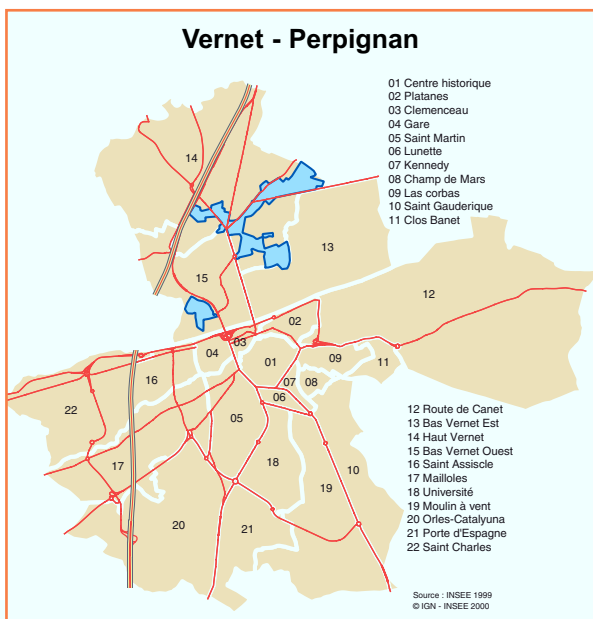 Vernet - Perpignan
01 Centre historique
02 Platanes
03 Clemenceau
04 Gare
05 Saint Martin
06 Lunette
07 Kennedy
08 Champ de Mars
09 Las corbas
10 Saint Gauderique
11 Clos Banet
14
13
15
12
02
03
04
01
09
11
16
07
08
22
06
05
17
18
19
10
20
21
12 Route de Canet
13 Bas Vernet Est
14 Haut Vernet
15 Bas Vernet Ouest
16 Saint Assiscle
17 Mailloles
18 Université
19 Moulin à vent
20 Orles-Catalyuna
21 Porte d'Espagne
22 Saint Charles
Source : INSEE 1999
© IGN - INSEE 2000